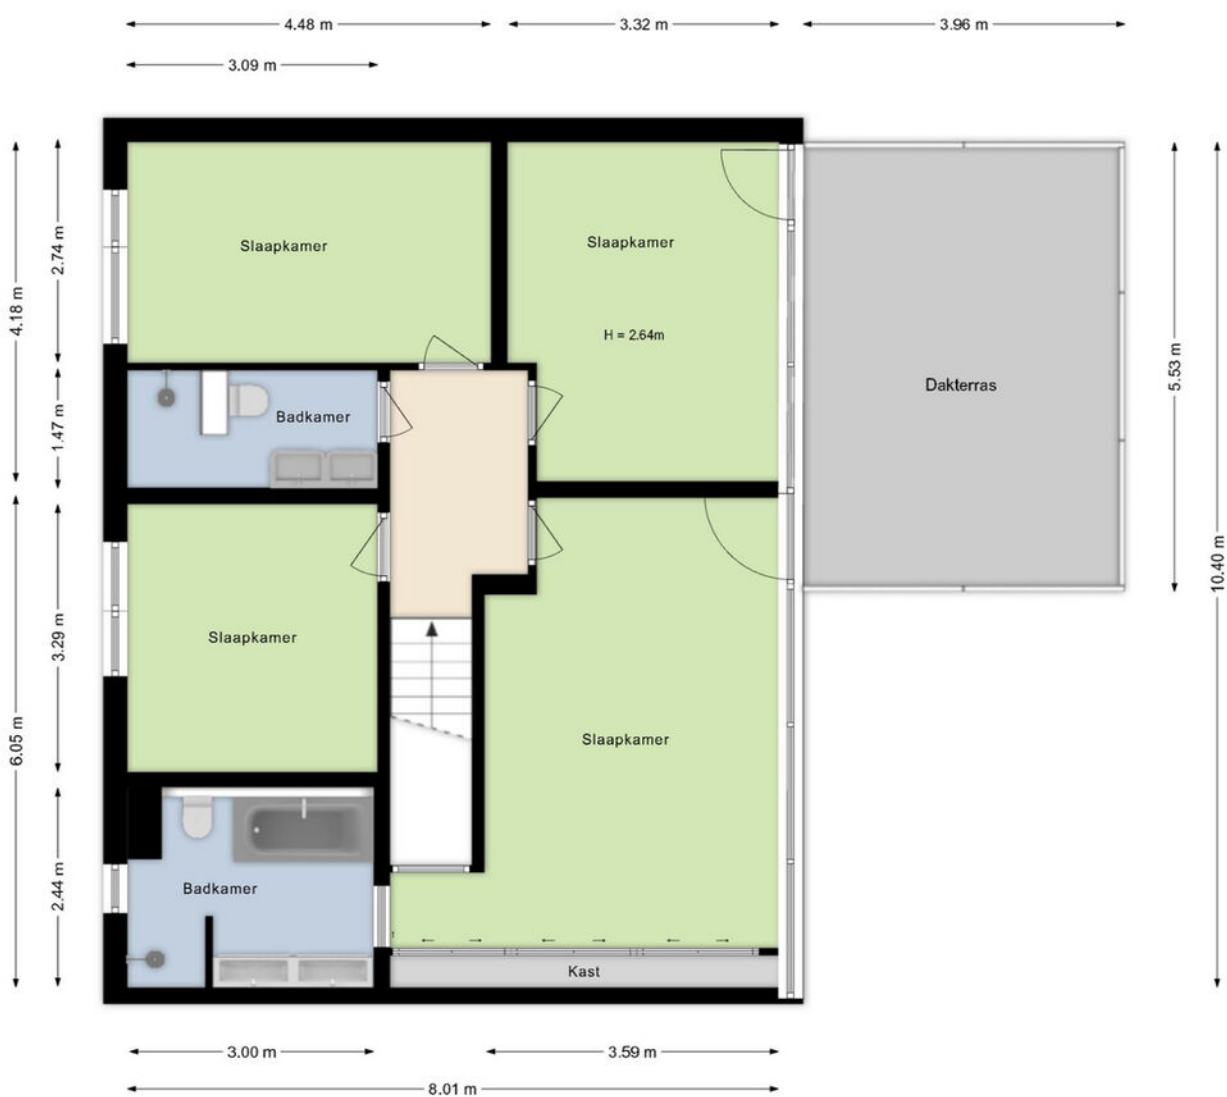 4.48 m
3.32 m
3.96 m
3.09 m
Slaapkamer
Slaapkamer
H = 2.64m
2.74 m
4.18 m
Dakterras
5.53 m
1.47 m
Badkamer
10.40 m
3.29 m
Slaapkamer
6.05 m
Slaapkamer
2.44 m
Badkamer
Kast
3.00 m
3.59 m
8.01 m